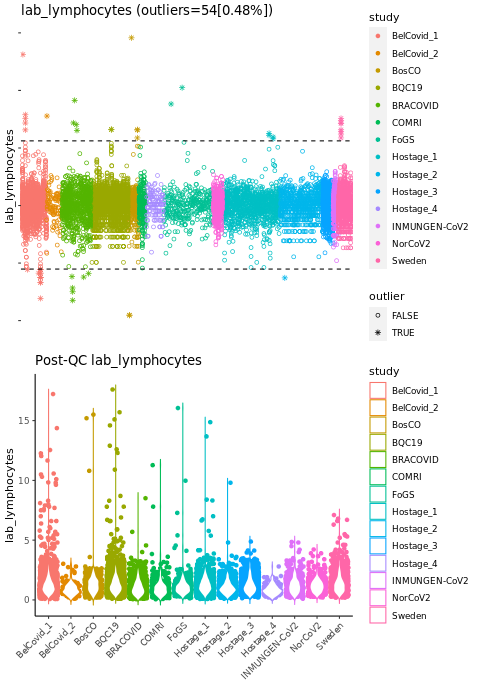 lab_lymphocytes (outliers=54[0.48%])
lab_lymphocytes
study
BelCovid_1
BelCovid_2
BosCO
BQC19
BRACOVID
COMRI
FoGS
Hostage_1
Hostage_2
Hostage_3
Hostage_4
INMUNGEN-CoV2
NorCoV2
Sweden
outlier
FALSE
TRUE
Post-QC lab_lymphocytes
lab_lymphocytes
15
10
5
0
BelCovid_1
BelCovid_2
BosCO
BQC19
BRACOVID
COMRI
FoGS
Hostage_1
Hostage_2
Hostage_3
Hostage_4
INMUNGEN-CoV2
NorCoV2
Sweden
study
BelCovid_1
BelCovid_2
BosCO
BQC19
BRACOVID
COMRI
FoGS
Hostage_1
Hostage_2
Hostage_3
Hostage_4
INMUNGEN-CoV2
NorCoV2
Sweden